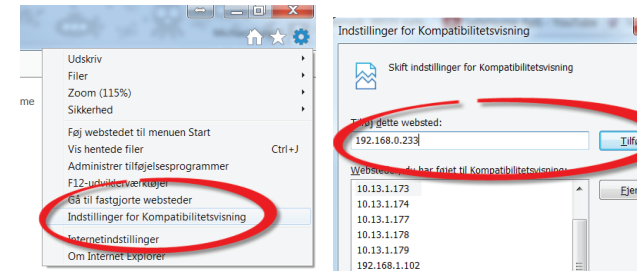 Udskriv
Filer
Zoom (115%)
Sikkerhed
me
Føj webstedet til menuen Start
Vis hentede filer Ctrl+J
Administrer tilføjelsesprogrammer
F12-udviklerværktøjer
Gå til fastgjorte websteder
Indstillinger for Kompatibilitetsvisning
Internetindstillinger
Om Internet Explorer
Indstillinger for Kompatibilitetsvisning
Skift indstillinger for Kompatibilitetsvisning
Tilføj dette websted:
192.168.0.233
Tilfø
Websteder, du har føjet til Kompatibilitetsvisning:
10.13.1.173
10.13.1.174
10.13.1.177
10.13.1.178
10.13.1.179
192.168.1.102
Fjer